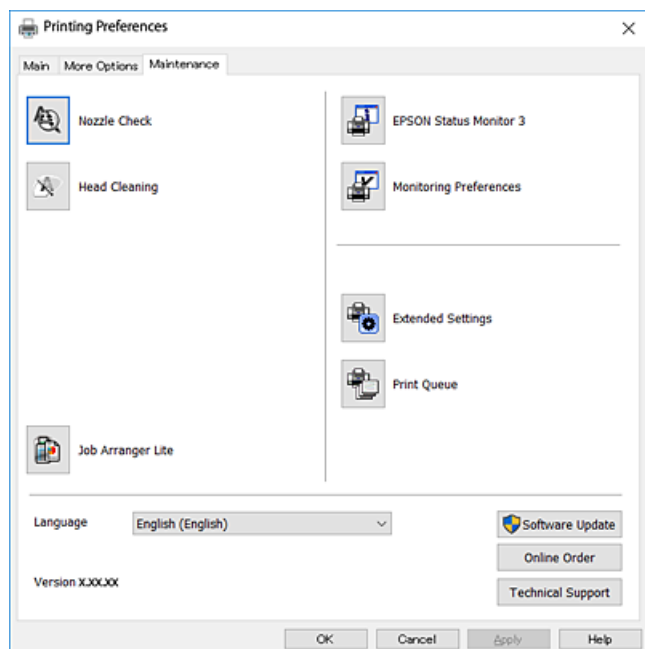 Printing Preferences
Main
More Options
Maintenance
Nozzle Check
EPSON Status Monitor 3
Head Cleaning
Monitoring Preferences
Extended Settings
Print Queue
Job Arranger Lite
Language
English (English)
Software Update
Online Order
Version X.XX.XX
Technical Support
OK
Cancel
Apply
Help